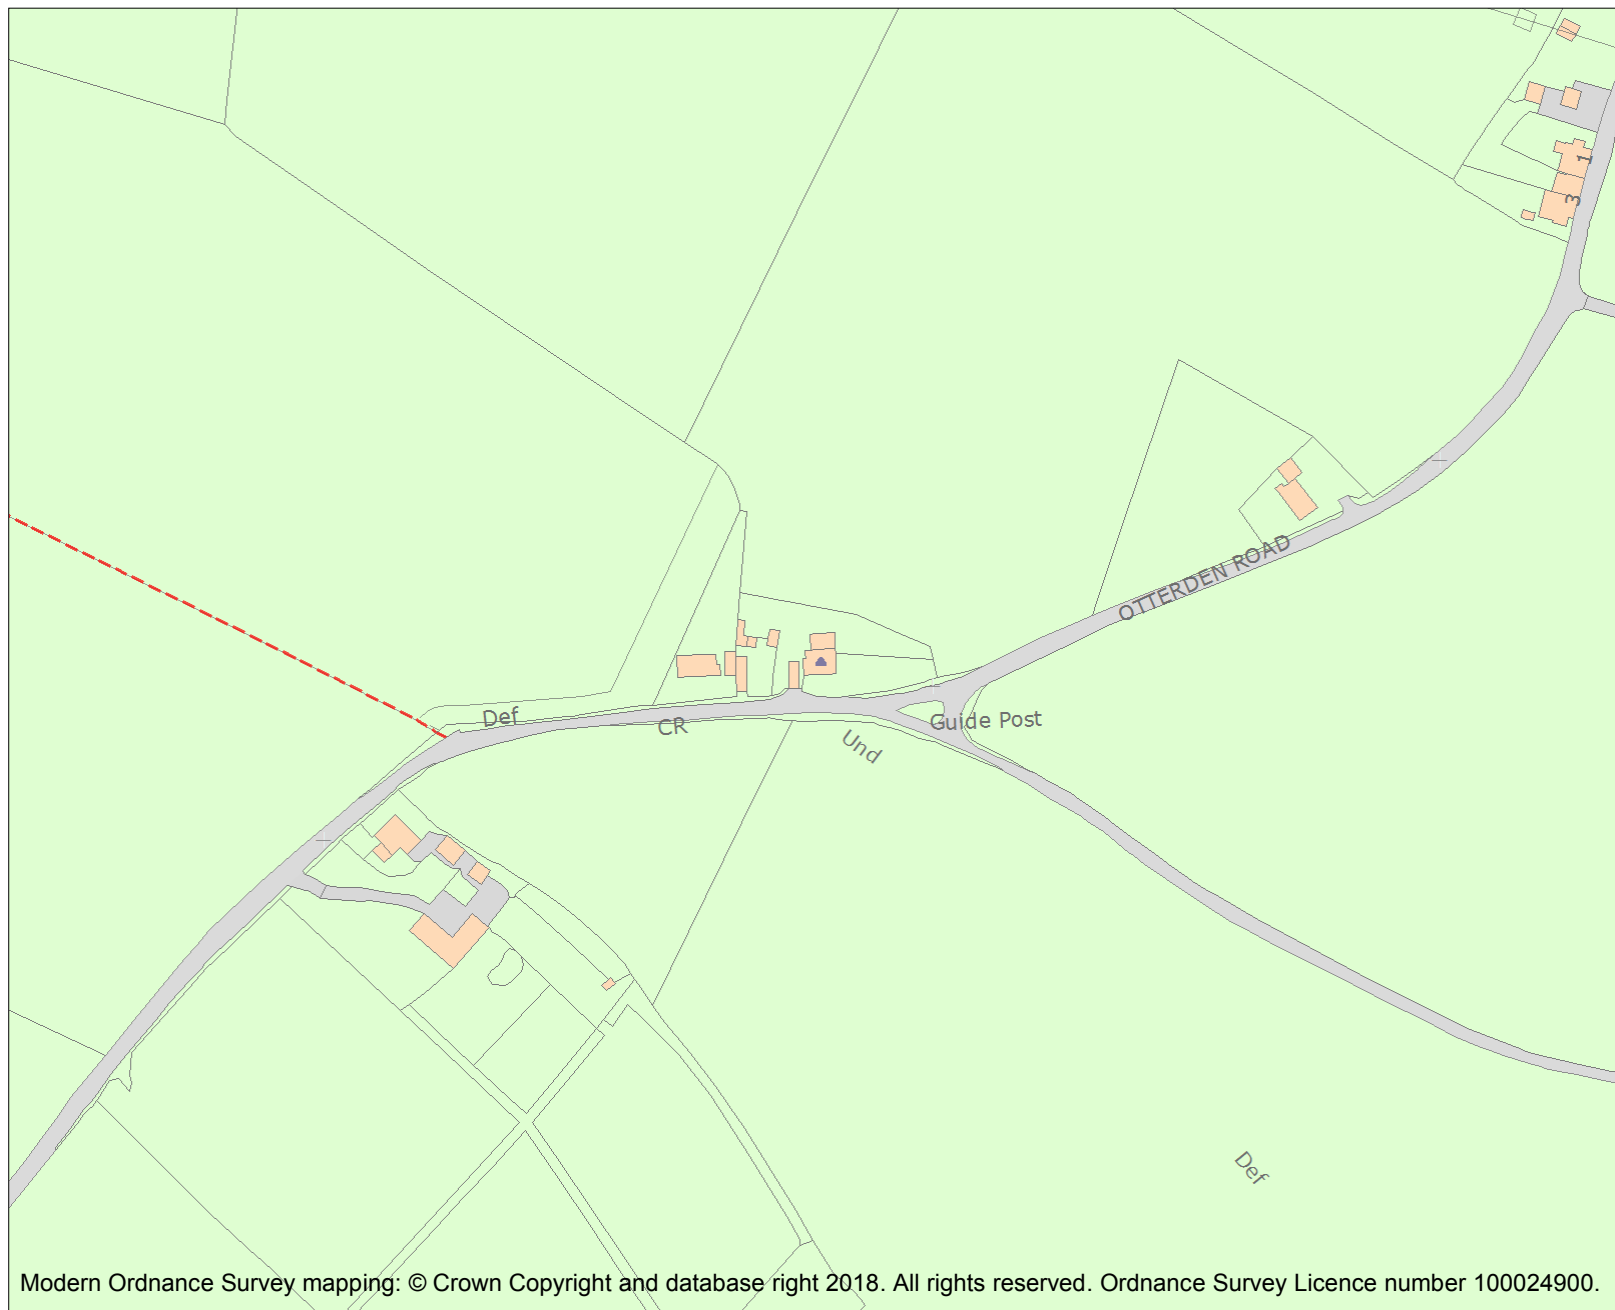 1
3
OTTERDEN ROAD
Def
CR
Guide Post
Und
Def
Modern Ordnance Survey mapping: © Crown Copyright and database right 2018. All rights reserved. Ordnance Survey Licence number 100024900.